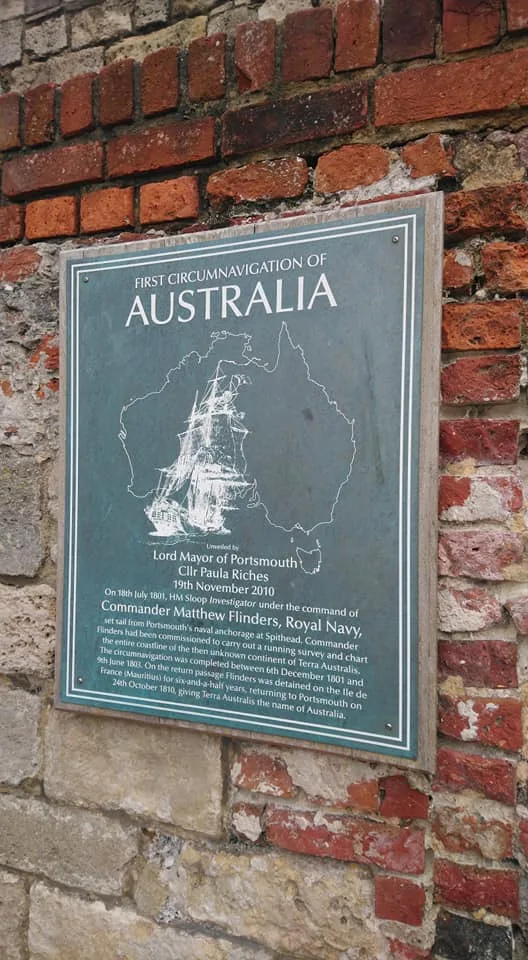 FIRST CIRCUMNAVIGATION OF
AUSTRALIA
Unveiled by
Lord Mayor of Portsmouth
Cllr Paula Riches
19th November 2010
On 18th July 1801, HM Sloop Investigator under the command of
Commander Matthew Flinders, Royal Navy,
set sail from Portsmouth's naval anchorage at Spithead. Commander
Flinders had been commissioned to carry out a running survey and chart
the entire coastline of the then unknown continent of Terra Australis.
The circumnavigation was completed between 6th December 1801 and
9th June 1803. On the return passage Flinders was detained on the Ile de
France (Mauritius) for six-and-a-half years, returning to Portsmouth on
24th October 1810, giving Terra Australis the name of Australia.